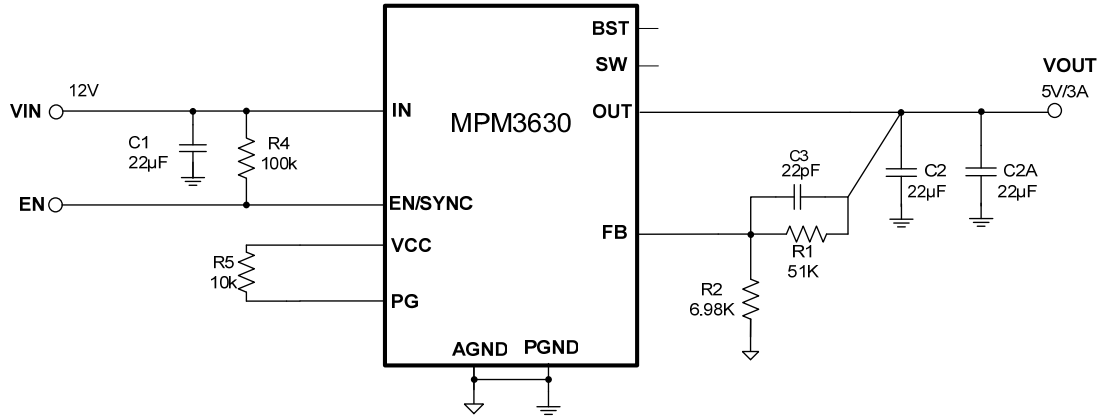 BST
SW
VOUT
5V/3A
12V
VIN
IN
MPM3630
OUT
C1
22µF
R4
100k
C3
22pF
C2
22µF
C2A
22µF
EN
EN/SYNC
FB
VCC
R1
51K
R5
10k
R2
6.98K
PG
AGND
PGND